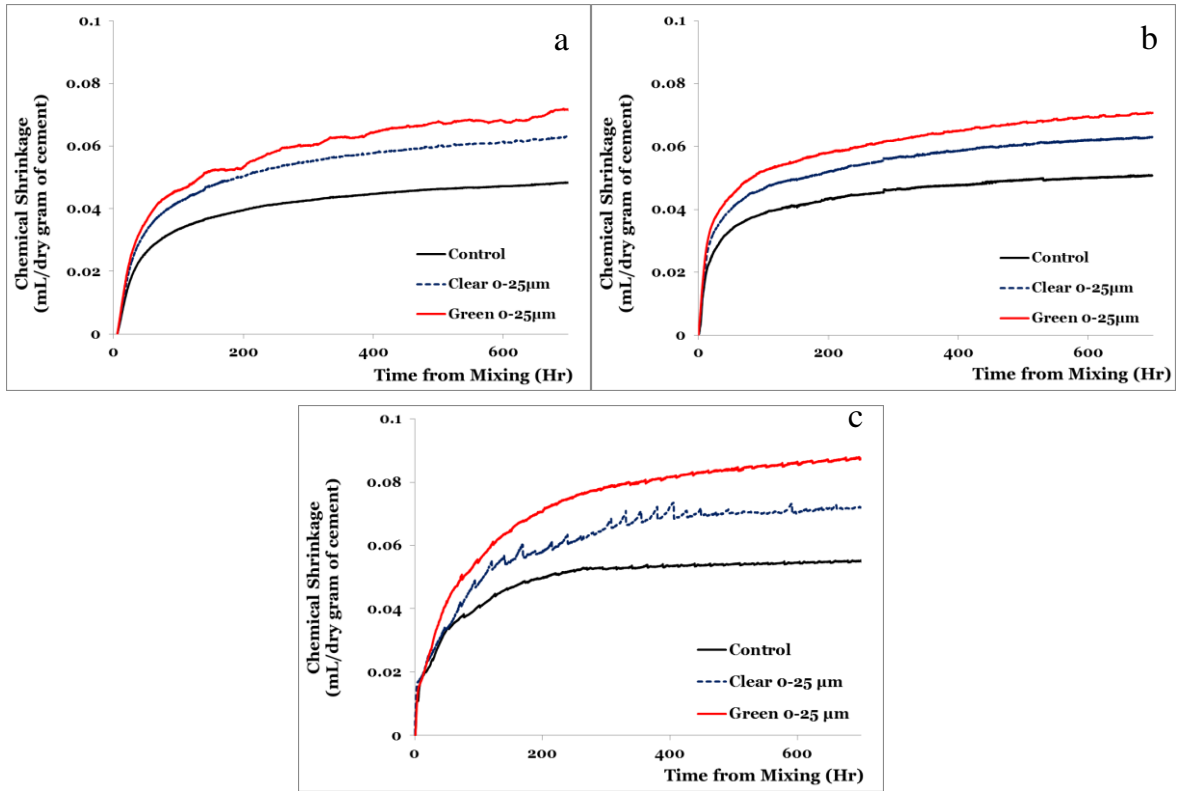 a
Chemical Shrinkage
(mL/dry gram of cement)
0.1
0.08
0.06
0.04
0.02
0
Control
Clear 0-25µm
Green 0-25µm
0
200
400
600
Time from Mixing (Hr)
b
Chemical Shrinkage
(mL/dry gram of cement)
0.1
0.08
0.06
0.04
0.02
0
Control
Clear 0-25µm
Green 0-25µm
0
200
400
600
Time from Mixing (Hr)
c
Chemical Shrinkage
(mL/dry gram of cement)
0.1
0.08
0.06
0.04
0.02
0
Control
Clear 0-25 µm
Green 0-25 µm
0
200
400
600
Time from Mixing (Hr)